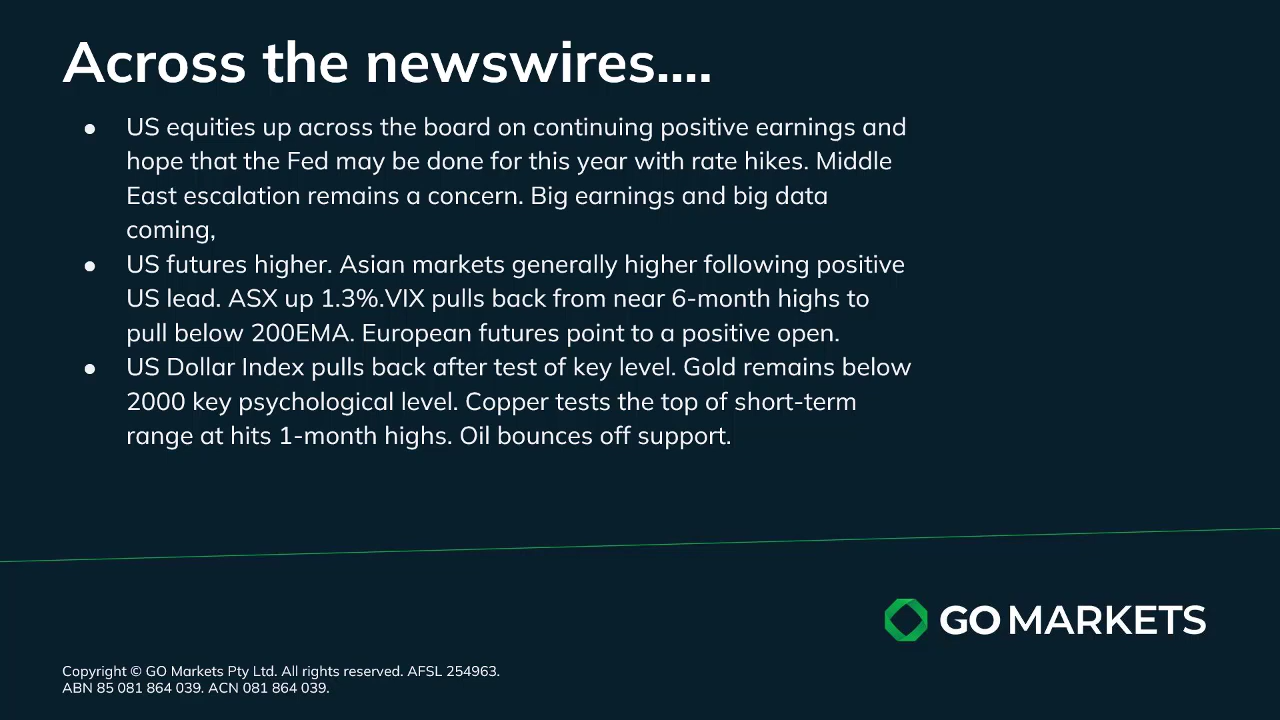 Across the newswires....
● US equities up across the board on continuing positive earnings and
hope that the Fed may be done for this year with rate hikes. Middle
East escalation remains a concern. Big earnings and big data
coming,
● US futures higher. Asian markets generally higher following positive
US lead. ASX up 1.3%.VIX pulls back from near 6-month highs to
pull below 200EMA. European futures point to a positive open.
● US Dollar Index pulls back after test of key level. Gold remains below
2000 key psychological level. Copper tests the top of short-term
range at hits 1-month highs. Oil bounces off support.
GO MARKETS
Copyright © GO Markets Pty Ltd. All rights reserved. AFSL 254963.
ABN 85 081 864 039. ACN 081 864 039.